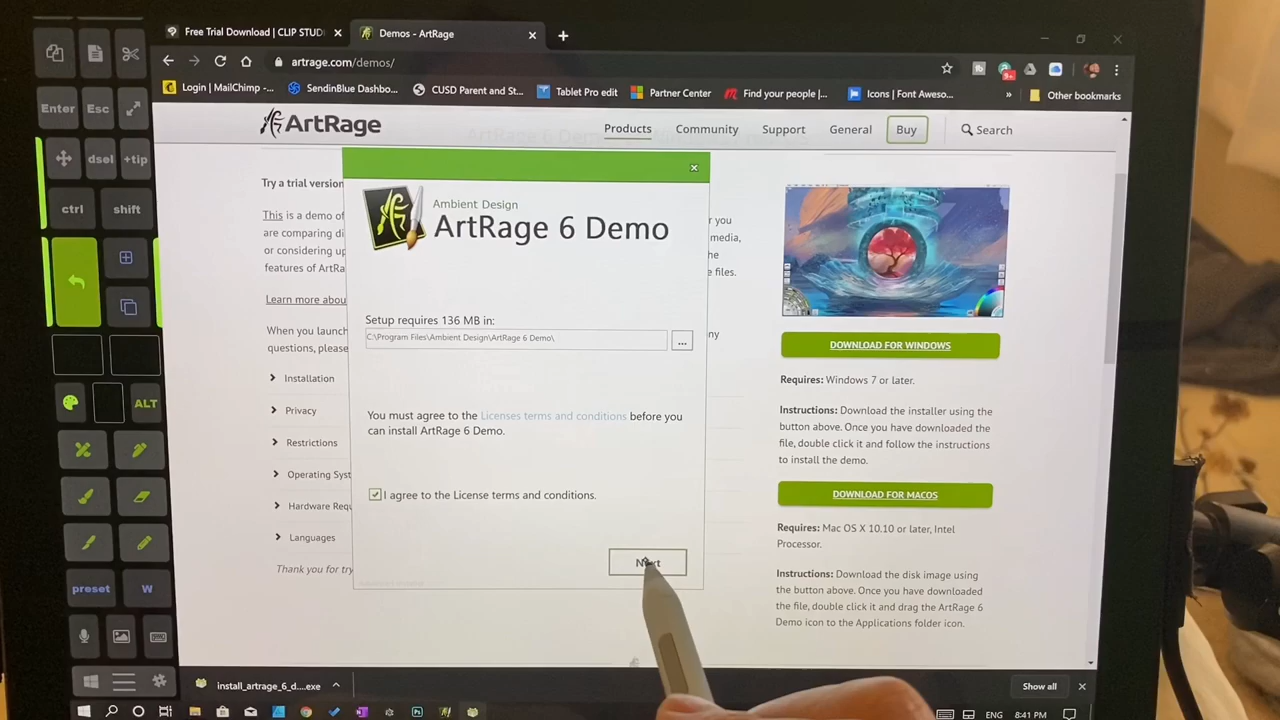 Free Trial Download | CLIP STUDI
Demos - ArtRage
artrage.com/demos/
9+
Login | MailChimp -
SendinBlue Dashbo...
CUSD Parent and St...
Tablet Pro edit
Partner Center
Find your people |...
Icons | Font Aweso...
»
Other bookmarks
ArtRage
Products
Community
Support
General
Buy
Search
Enter
Esc
dsel
+tip
ctrl
shift
ALT
preset
W
Try a trial version
This is a demo of
are comparing di
or considering up
features of ArtRa
Learn more abou
When you launch
questions, please
Installation
Privacy
Restrictions
Operating Syst
Hardware Requ
Languages
Thank you for try
Ambient Design
ArtRage 6 Demo
Setup requires 136 MB in:
C:\Program Files\Ambient Design\ArtRage 6 Demo\
...
You must agree to the Licenses terms and conditions before you
can install ArtRage 6 Demo.
I agree to the License terms and conditions.
Next
r you
media,
he
e files.
ny
DOWNLOAD FOR WINDOWS
Requires: Windows 7 or later.
Instructions: Download the installer using the
button above. Once you have downloaded the
file, double click it and follow the instructions
to install the demo.
DOWNLOAD FOR MACOS
Requires: Mac OS X 10.10 or later, Intel
Processor.
Instructions: Download the disk image using
the button above. Once you have downloaded
the file, double click it and drag the ArtRage 6
Demo icon to the Applications folder icon.
install_artrage_6_d....exe
Show all
ENG
8:41 PM